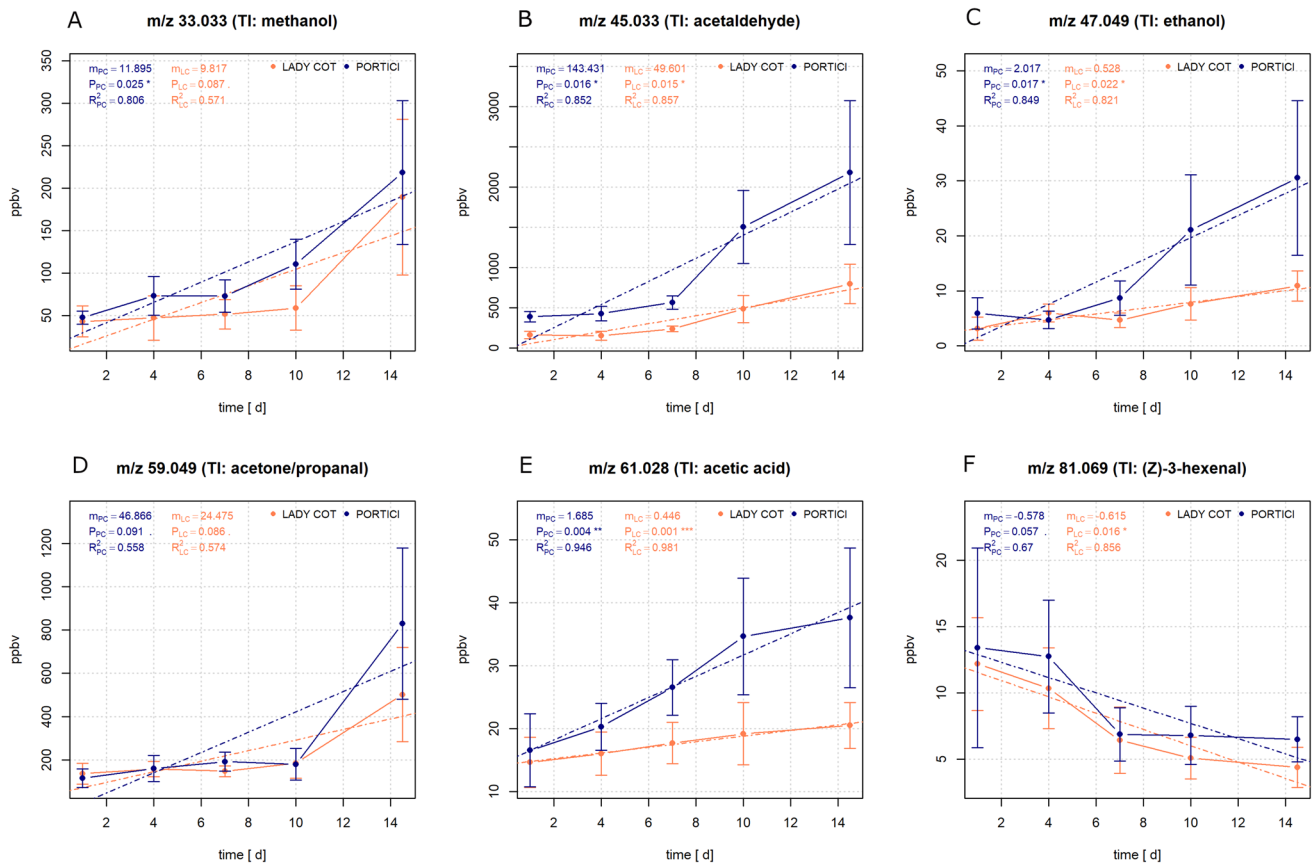 A
m/z 33.033 (TI: methanol)
m_PC = 11.895 m_LC = 9.817 LADY COT PORTICI
P_PC = 0.025 * P_LC = 0.087 .
R²_PC = 0.806 R²_LC = 0.571
350
300
250
200
150
100
50
ppbv
2 4 6 8 10 12 14
time [ d]
B
m/z 45.033 (TI: acetaldehyde)
m_PC = 143.431 m_LC = 49.601 LADY COT PORTICI
P_PC = 0.016 * P_LC = 0.015 *
R²_PC = 0.852 R²_LC = 0.857
3000
2000
1000
500
0
ppbv
2 4 6 8 10 12 14
time [ d]
C
m/z 47.049 (TI: ethanol)
m_PC = 2.017 m_LC = 0.528 LADY COT PORTICI
P_PC = 0.017 * P_LC = 0.022 *
R²_PC = 0.849 R²_LC = 0.821
50
40
30
20
10
0
ppbv
2 4 6 8 10 12 14
time [ d]
D
m/z 59.049 (TI: acetone/propanal)
m_PC = 46.866 m_LC = 24.475 LADY COT PORTICI
P_PC = 0.091 . P_LC = 0.086 .
R²_PC = 0.558 R²_LC = 0.574
1200
1000
800
600
400
200
ppbv
2 4 6 8 10 12 14
time [ d]
E
m/z 61.028 (TI: acetic acid)
m_PC = 1.685 m_LC = 0.446 LADY COT PORTICI
P_PC = 0.004 ** P_LC = 0.001 ***
R²_PC = 0.946 R²_LC = 0.981
50
40
30
20
10
ppbv
2 4 6 8 10 12 14
time [ d]
F
m/z 81.069 (TI: (Z)-3-hexenal)
m_PC = -0.578 m_LC = -0.615 LADY COT PORTICI
P_PC = 0.057 . P_LC = 0.016 *
R²_PC = 0.67 R²_LC = 0.856
20
15
10
5
ppbv
2 4 6 8 10 12 14
time [ d]